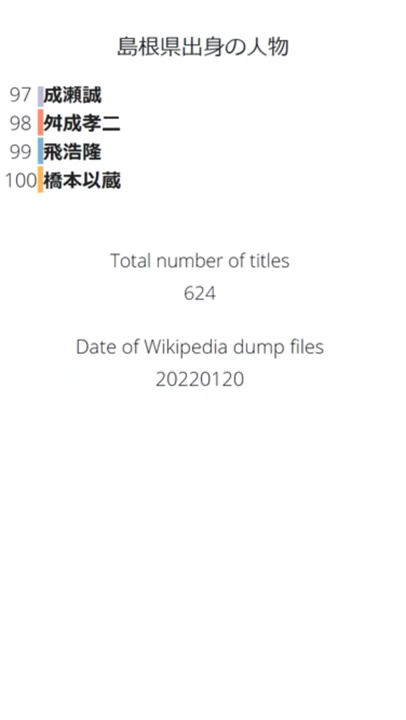 島根県出身の人物
97 成瀬誠
98 舛成孝二
99 飛浩隆
100 橋本以蔵
Total number of titles
624
Date of Wikipedia dump files
20220120